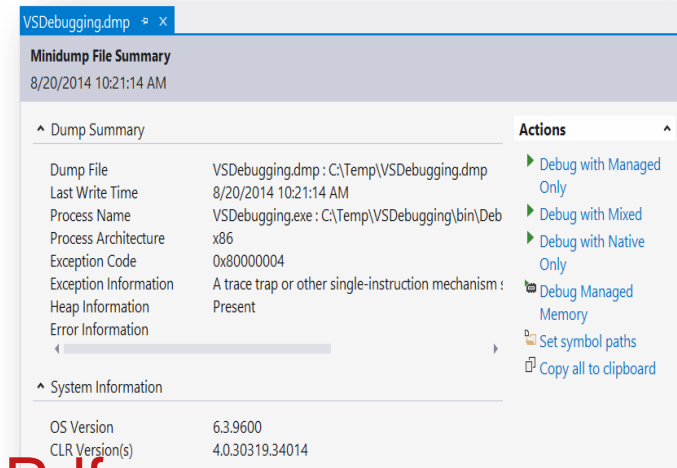 VSDebugging.dmp
Minidump File Summary
8/20/2014 10:21:14 AM
Dump Summary
Dump File VSDebugging.dmp : C:\Temp\VSDebugging.dmp
Last Write Time 8/20/2014 10:21:14 AM
Process Name VSDebugging.exe : C:\Temp\VSDebugging\bin\Deb
Process Architecture x86
Exception Code 0x80000004
Exception Information A trace trap or other single-instruction mechanism s
Heap Information Present
Error Information
System Information
OS Version 6.3.9600
CLR Version(s) 4.0.30319.34014
Actions
Debug with Managed
Only
Debug with Mixed
Debug with Native
Only
Debug Managed
Memory
Set symbol paths
Copy all to clipboard